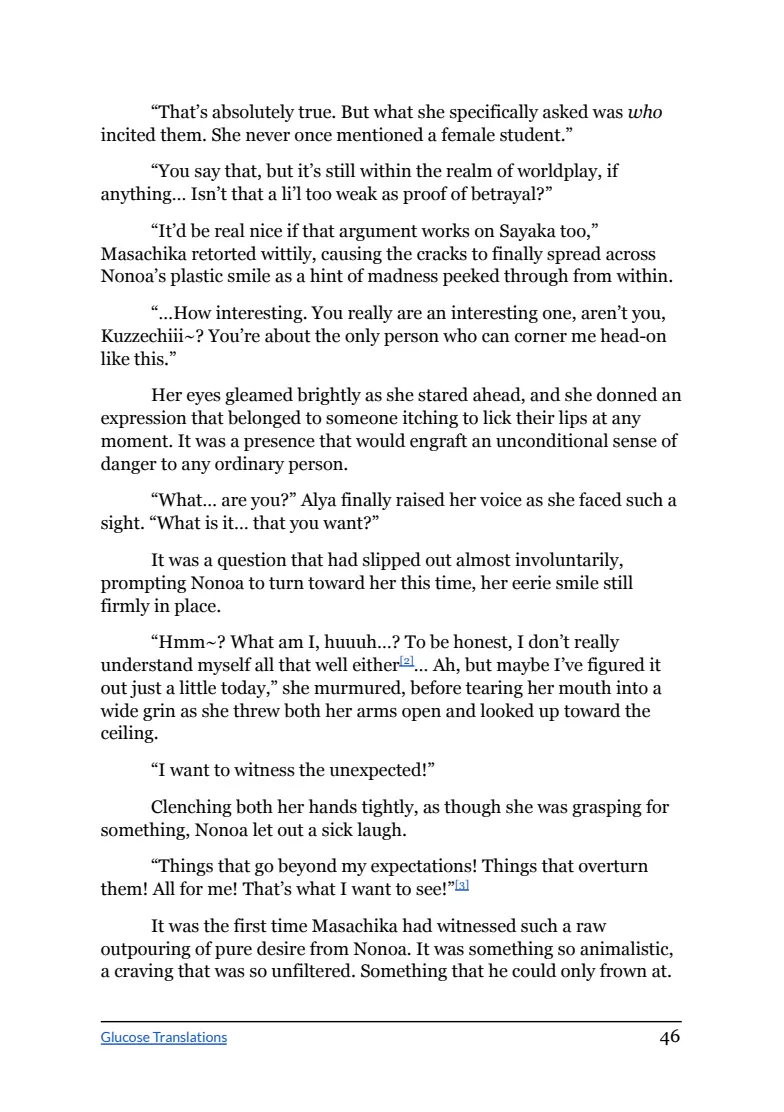 “That’s absolutely true. But what she specifically asked was who
incited them. She never once mentioned a female student.”
“You say that, but it’s still within the realm of worldplay, if
anything… Isn’t that a li’l too weak as proof of betrayal?”
“It’d be real nice if that argument works on Sayaka too,”
Masachika retorted wittily, causing the cracks to finally spread across
Nonoa’s plastic smile as a hint of madness peeked through from within.
“…How interesting. You really are an interesting one, aren’t you,
Kuzzechiii~? You’re about the only person who can corner me head-on
like this.”
Her eyes gleamed brightly as she stared ahead, and she donned an
expression that belonged to someone itching to lick their lips at any
moment. It was a presence that would engraft an unconditional sense of
danger to any ordinary person.
“What… are you?” Alya finally raised her voice as she faced such a
sight. “What is it… that you want?”
It was a question that had slipped out almost involuntarily,
prompting Nonoa to turn toward her this time, her eerie smile still
firmly in place.
“Hmm~? What am I, huuuh…? To be honest, I don’t really
understand myself all that well either[2]… Ah, but maybe I’ve figured it
out just a little today,” she murmured, before tearing her mouth into a
wide grin as she threw both her arms open and looked up toward the
ceiling.
“I want to witness the unexpected!”
Clenching both her hands tightly, as though she was grasping for
something, Nonoa let out a sick laugh.
“Things that go beyond my expectations! Things that overturn
them! All for me! That’s what I want to see!”[3]
It was the first time Masachika had witnessed such a raw
outpouring of pure desire from Nonoa. It was something so animalistic,
a craving that was so unfiltered. Something that he could only frown at.
Glucose Translations
46